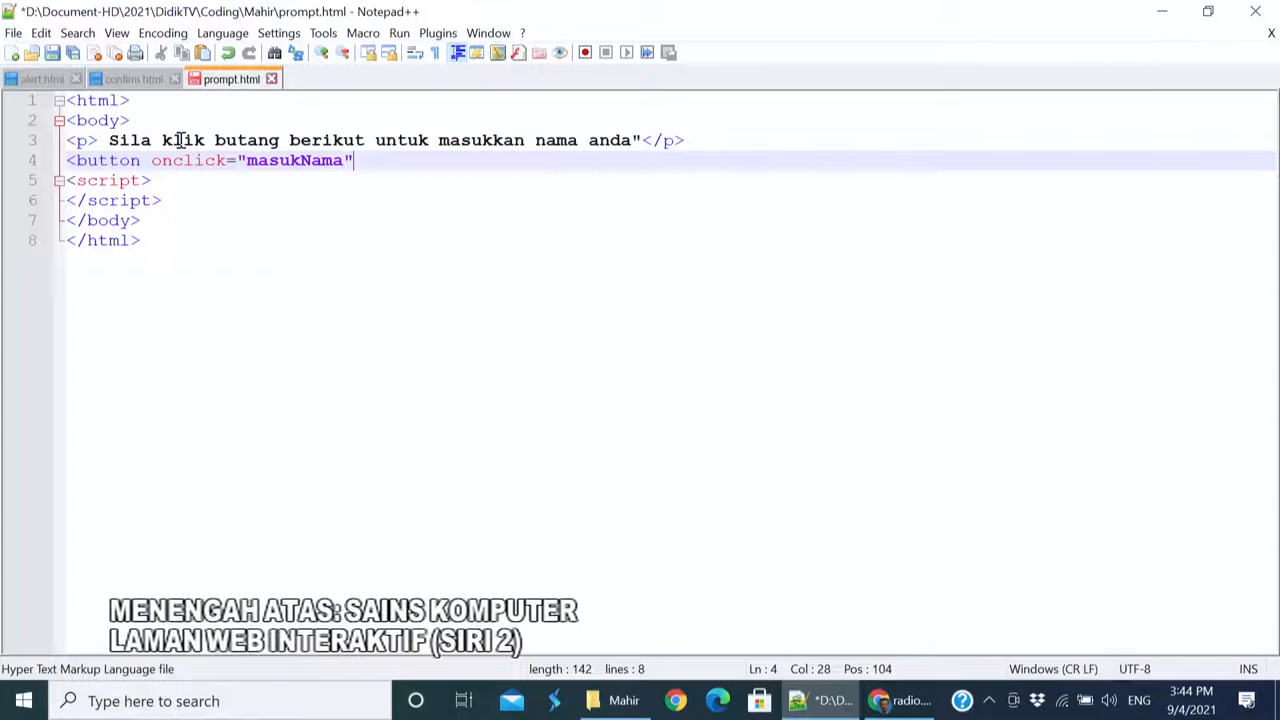 *D:\Document-HD\2021\DidikTV\Coding\Mahir\prompt.html - Notepad++
File Edit Search View Encoding Language Settings Tools Macro Run Plugins Window ? X
alert.html confirm.html prompt.html
1 <html>
2 <body>
3 <p> Sila klik butang berikut untuk masukkan nama anda"</p>
4 <button onclick="masukNama"
5 <script>
6 </script>
7 </body>
8 </html>
MENENGAH ATAS: SAINS KOMPUTER
LAMAN WEB INTERAKTIF (SIRI 2)
Hyper Text Markup Language file length : 142 lines : 8 Ln : 4 Col : 28 Pos : 104 Windows (CR LF) UTF-8 INS
Type here to search Mahir *D:\D... radio.... ENG 3:44 PM
9/4/2021